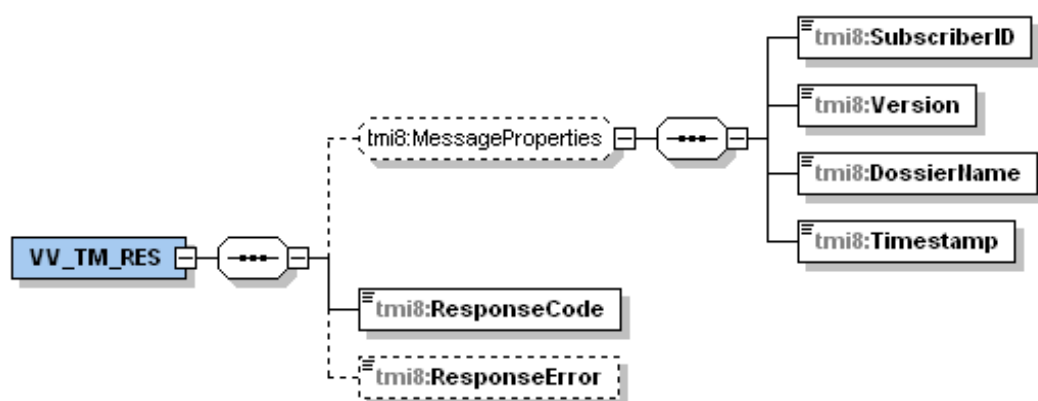 tmi8:SubscriberID
tmi8:MessageProperties
tmi8:Version
tmi8:DossierName
VV_TM_RES
tmi8:Timestamp
tmi8:ResponseCode
tmi8:ResponseError